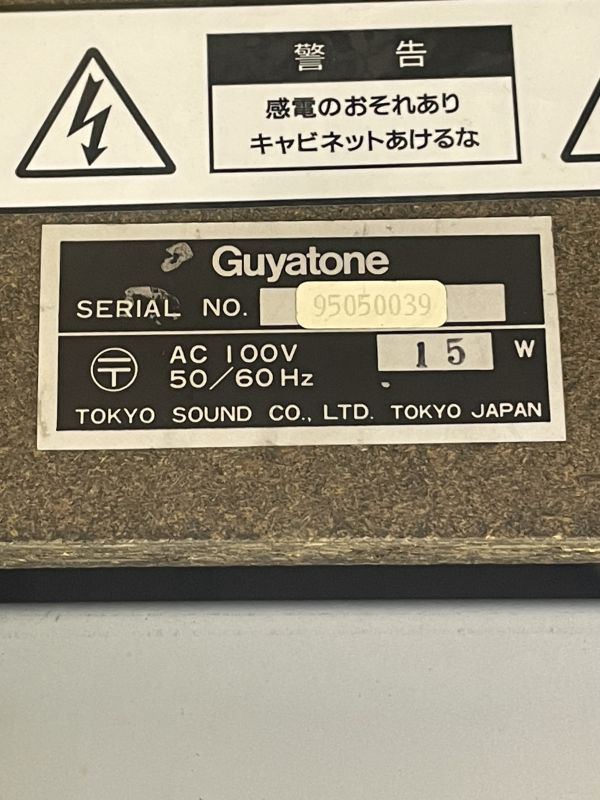 警告
感電のおそれあり
キャビネットあけるな
Guyatone
SERIAL NO. 95050039
AC 100V 15 W
50/60Hz
TOKYO SOUND CO., LTD. TOKYO JAPAN